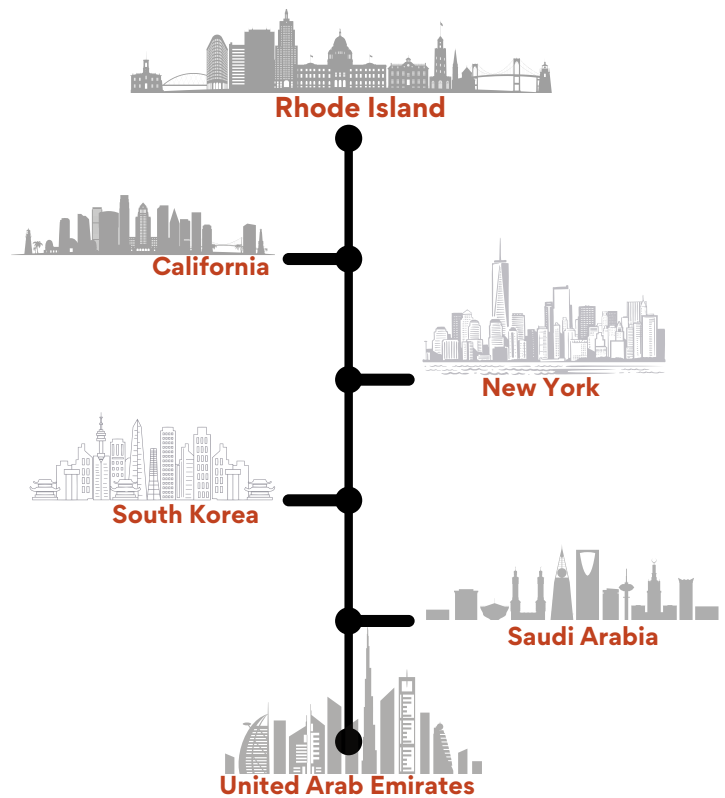 Rhode Island
California
New York
South Korea
Saudi Arabia
United Arab Emirates